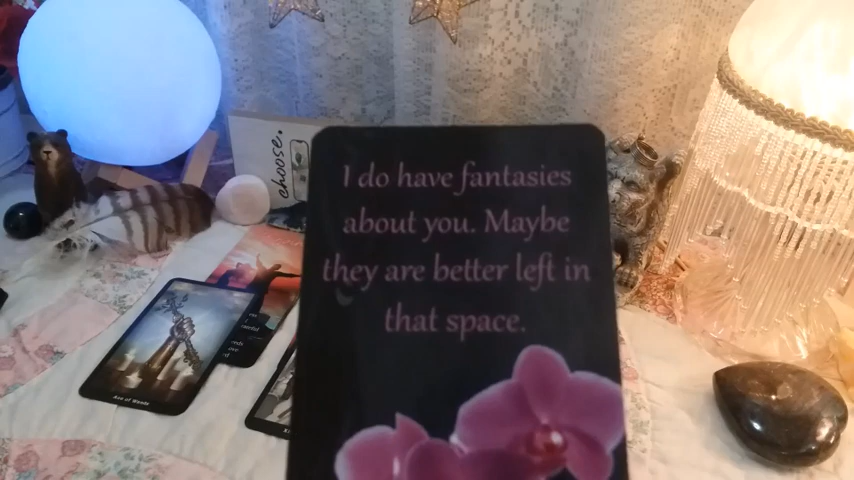 choose.
I do have fantasies
about you. Maybe
they are better left in
that space.
Ace of Wands